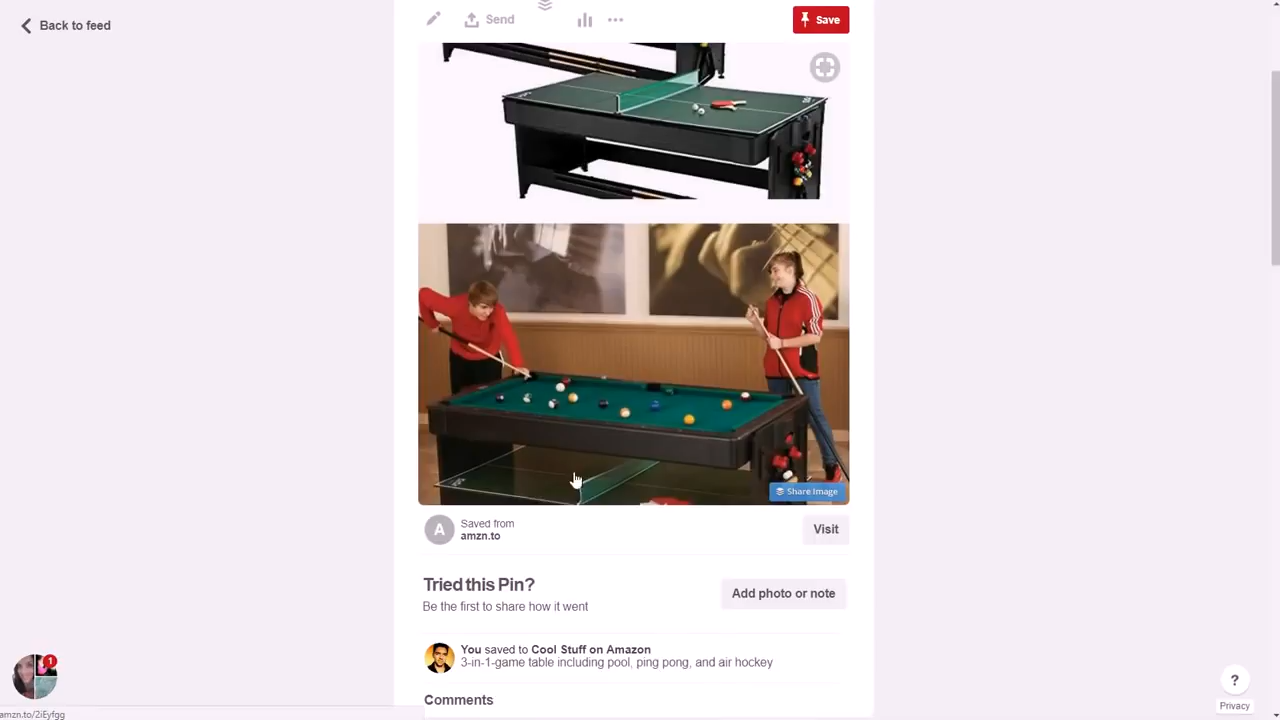 Back to feed
Send
Save
Share Image
A
Saved from
amzn.to
Visit
Tried this Pin?
Be the first to share how it went
Add photo or note
You saved to Cool Stuff on Amazon
3-in-1-game table including pool, ping pong, and air hockey
Comments
1
?
Privacy
amzn.to/2iEyfgg